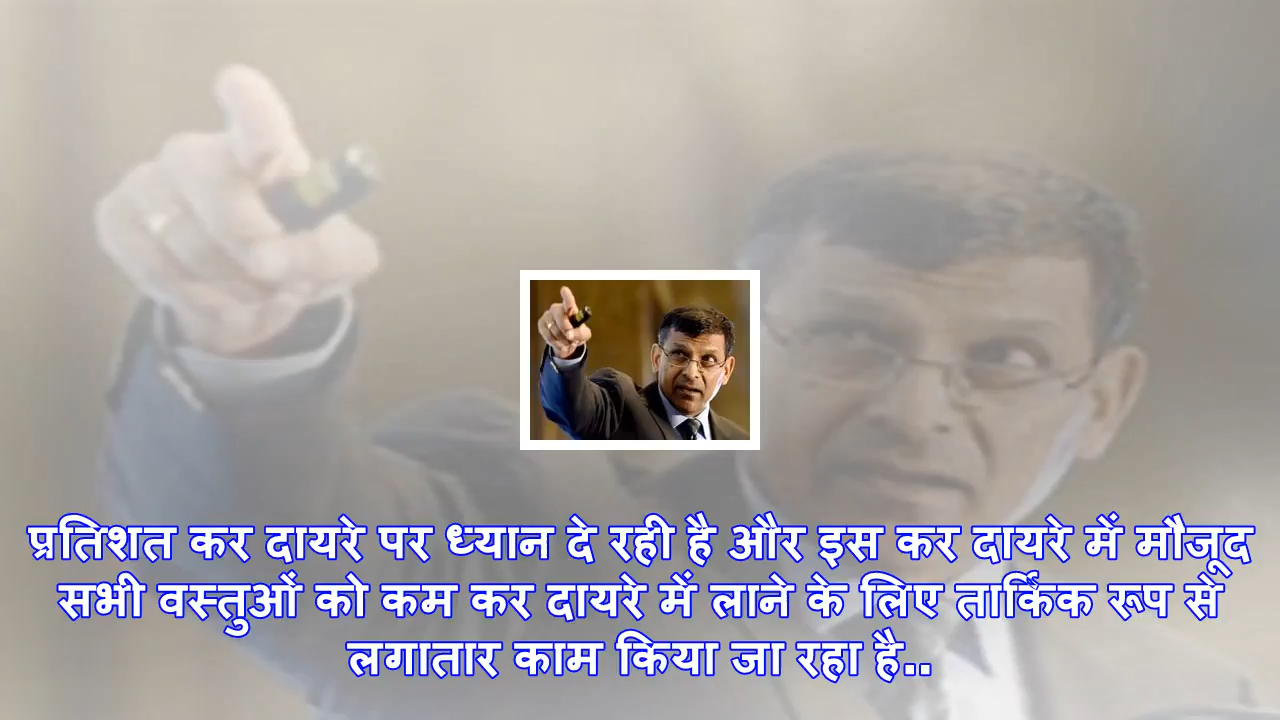 प्रतिशत कर दायरे पर ध्यान दे रही है और इस कर दायरे में मौजूद
सभी वस्तुओं को कम कर दायरे में लाने के लिए तार्किक रूप से
लगातार काम किया जा रहा है..